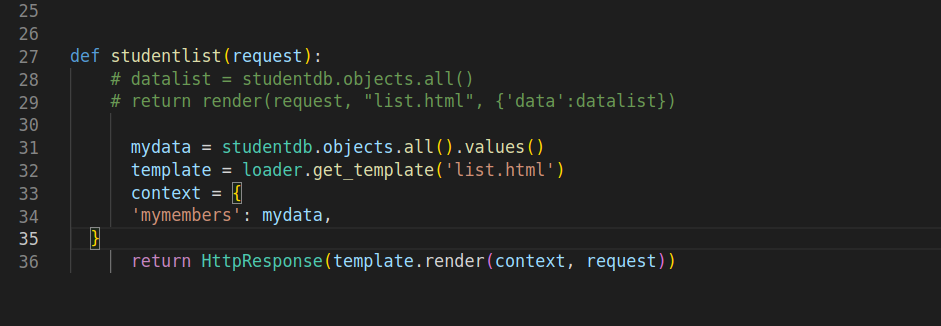 25
26
27 def studentlist(request):
28     # datalist = studentdb.objects.all()
29     # return render(request, "list.html", {'data':datalist})
30
31       mydata = studentdb.objects.all().values()
32       template = loader.get_template('list.html')
33       context = {
34       'mymembers': mydata,
35   }
36       return HttpResponse(template.render(context, request))